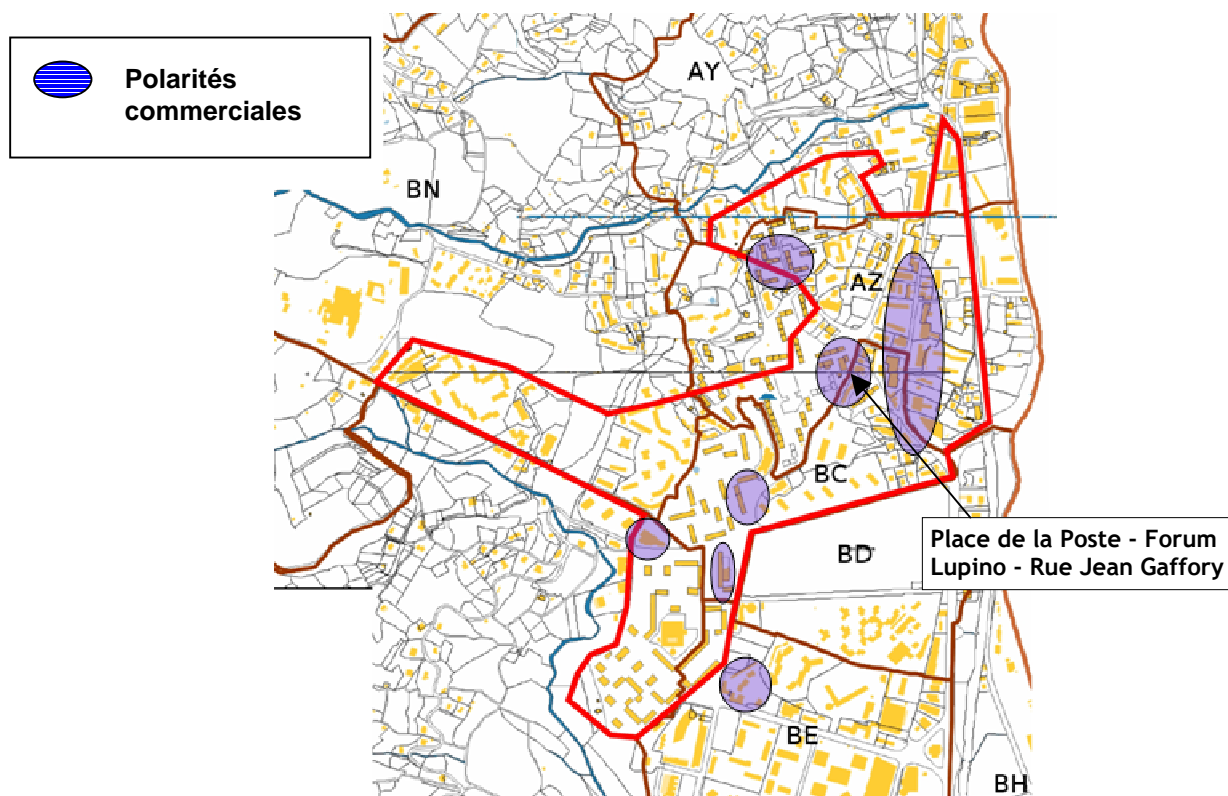 Polarités
commerciales
AY
BN
AZ
BC
BD
Place de la Poste - Forum
Lupino - Rue Jean Gaffory
BE
BH